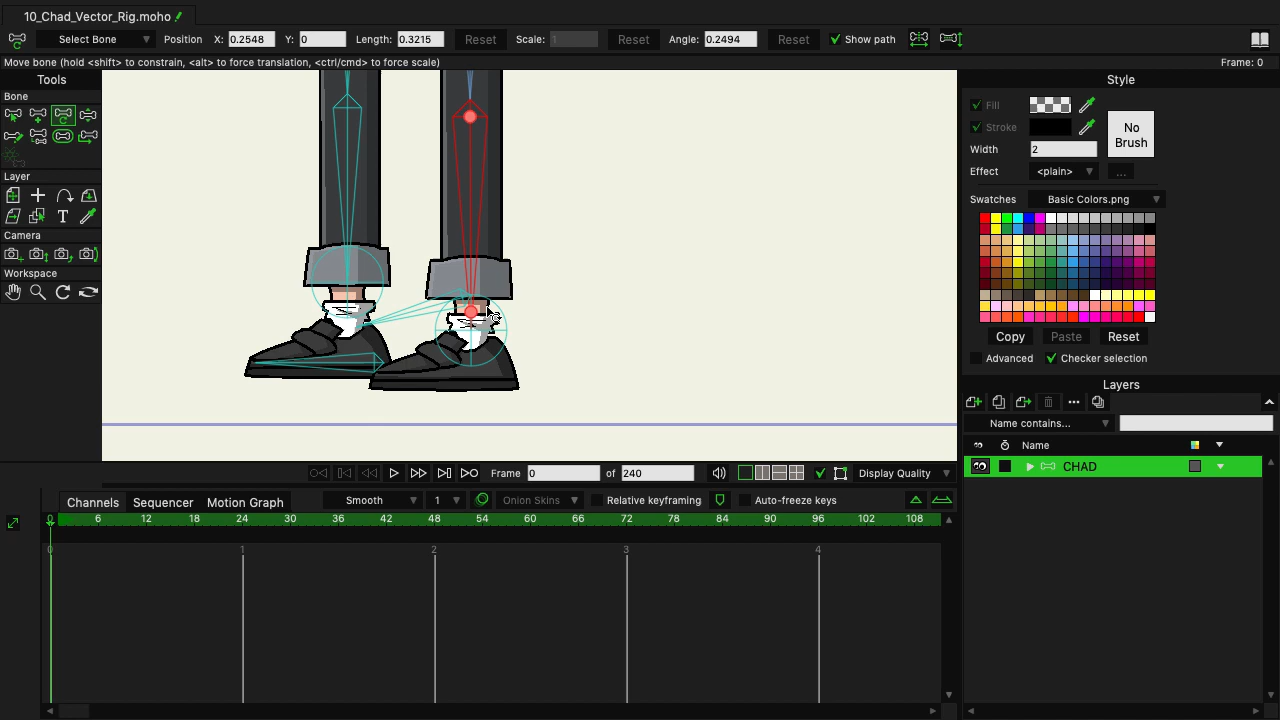 10_Chad_Vector_Rig.moho
Select Bone Position X: 0.2548 Y: 0 Length: 0.3215 Reset Scale: 1 Reset Angle: 0.2494 Reset Show path
Move bone (hold <shift> to constrain, <alt> to force translation, <ctrl/cmd> to force scale) Frame: 0
Tools
Bone
Layer
Camera
Workspace
Style
Fill
Stroke
No Brush
Width 2
Effect <plain> ...
Swatches Basic Colors.png
Copy Paste Reset
Advanced Checker selection
Layers
Name contains...
Name
CHAD
Frame 0 of 240 Display Quality
Channels Sequencer Motion Graph Smooth 1 Onion Skins Relative keyframing Auto-freeze keys
0 6 12 18 24 30 36 42 48 54 60 66 72 78 84 90 96 102 108
0 1 2 3 4